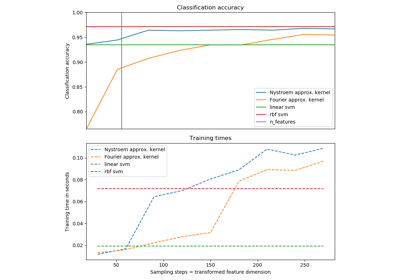 Classification accuracy
1.00
0.95
0.90
0.85
0.80
Classification accuracy
Nystroem approx. kernel
Fourier approx. kernel
linear svm
rbf svm
n_features
Training times
Nystroem approx. kernel
Fourier approx. kernel
linear svm
rbf svm
0.10
0.08
0.06
0.04
0.02
Training time in seconds
50
100
150
200
250
Sampling steps = transformed feature dimension